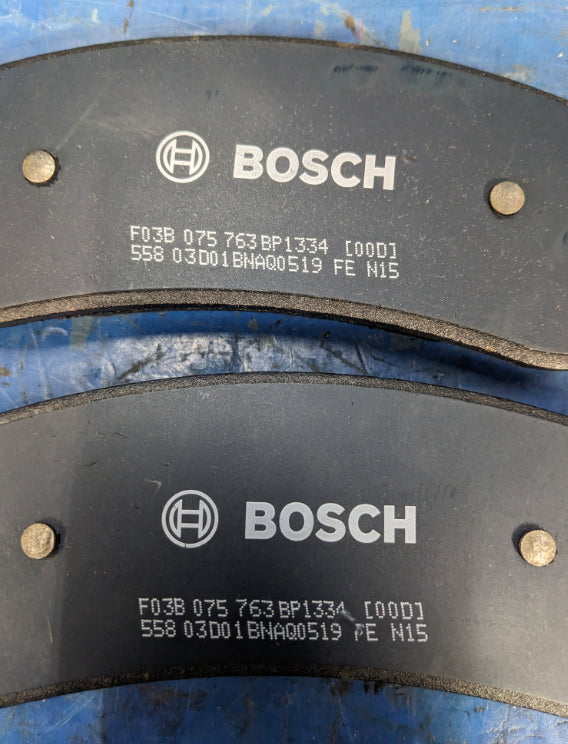 BOSCH
F03B 075 763 BP1334 [00D]
558 03D01BNAQ0519 FE N15
BOSCH
F03B 075 763 BP1334 [00D]
558 03D01BNAQ0519 FE N15